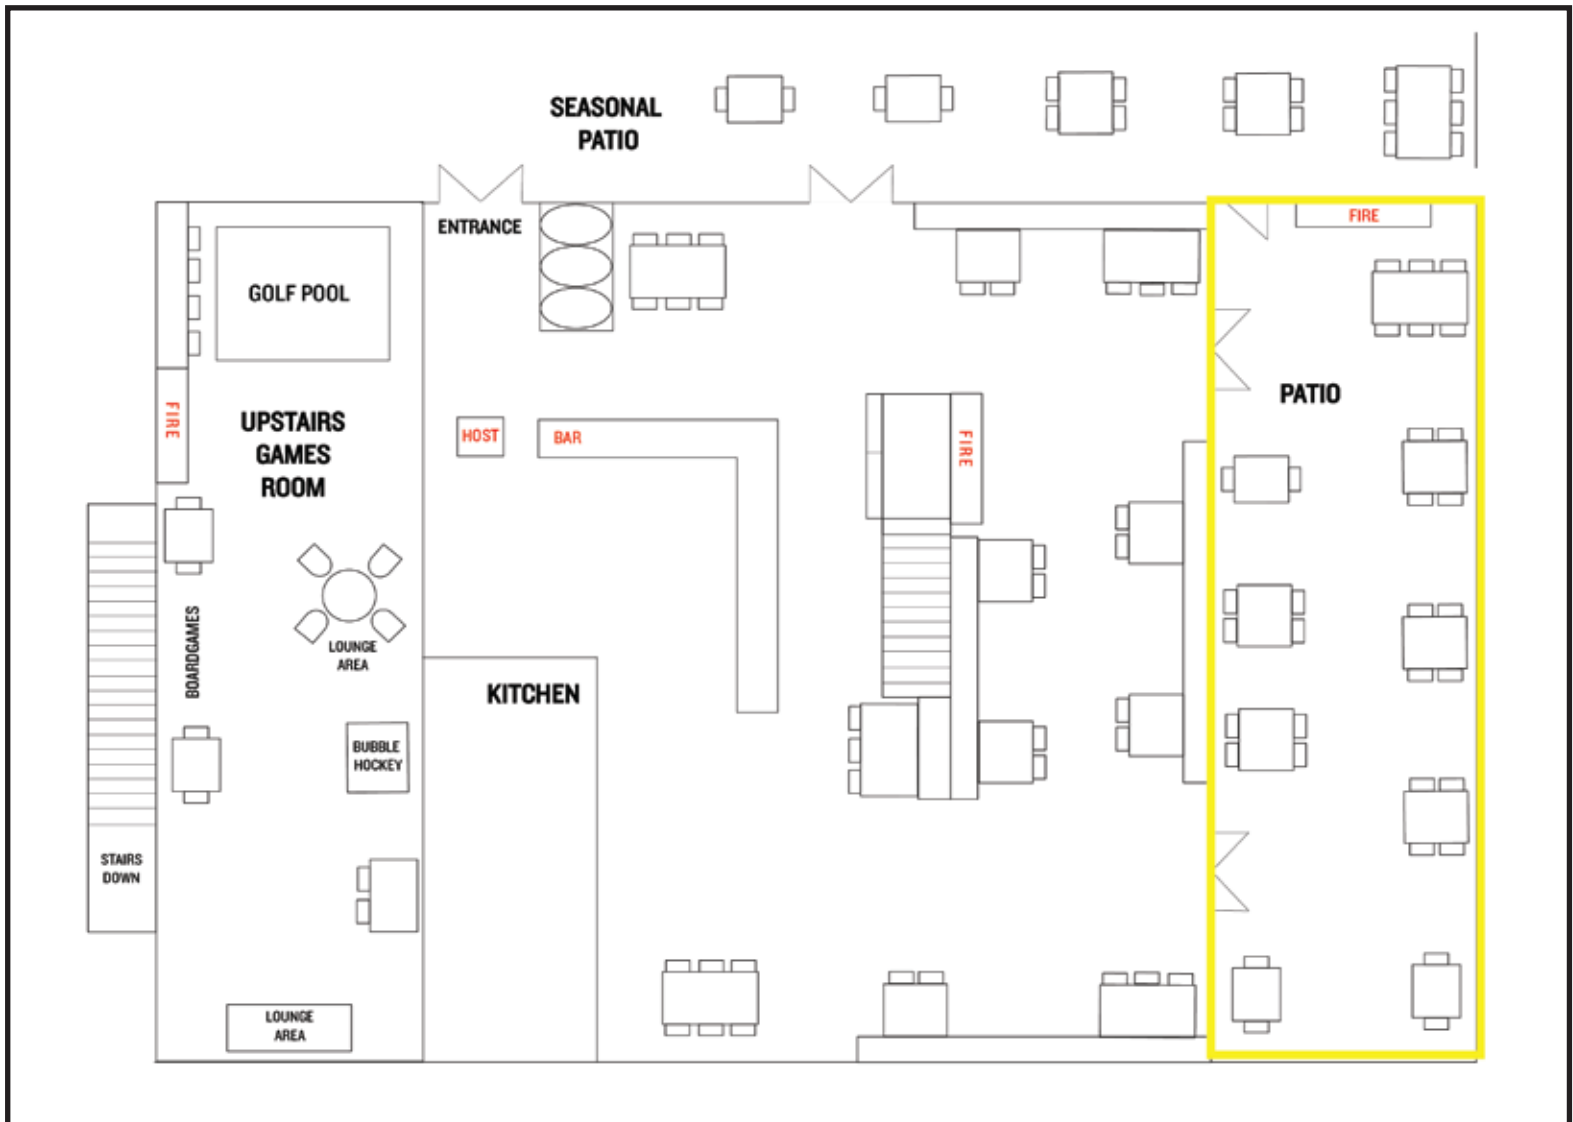 SEASONAL
PATIO
ENTRANCE
FIRE
GOLF POOL
PATIO
FIRE
UPSTAIRS
GAMES
ROOM
HOST
BAR
FIRE
BOARDGAMES
LOUNGE
AREA
KITCHEN
BUBBLE
HOCKEY
STAIRS
DOWN
LOUNGE
AREA